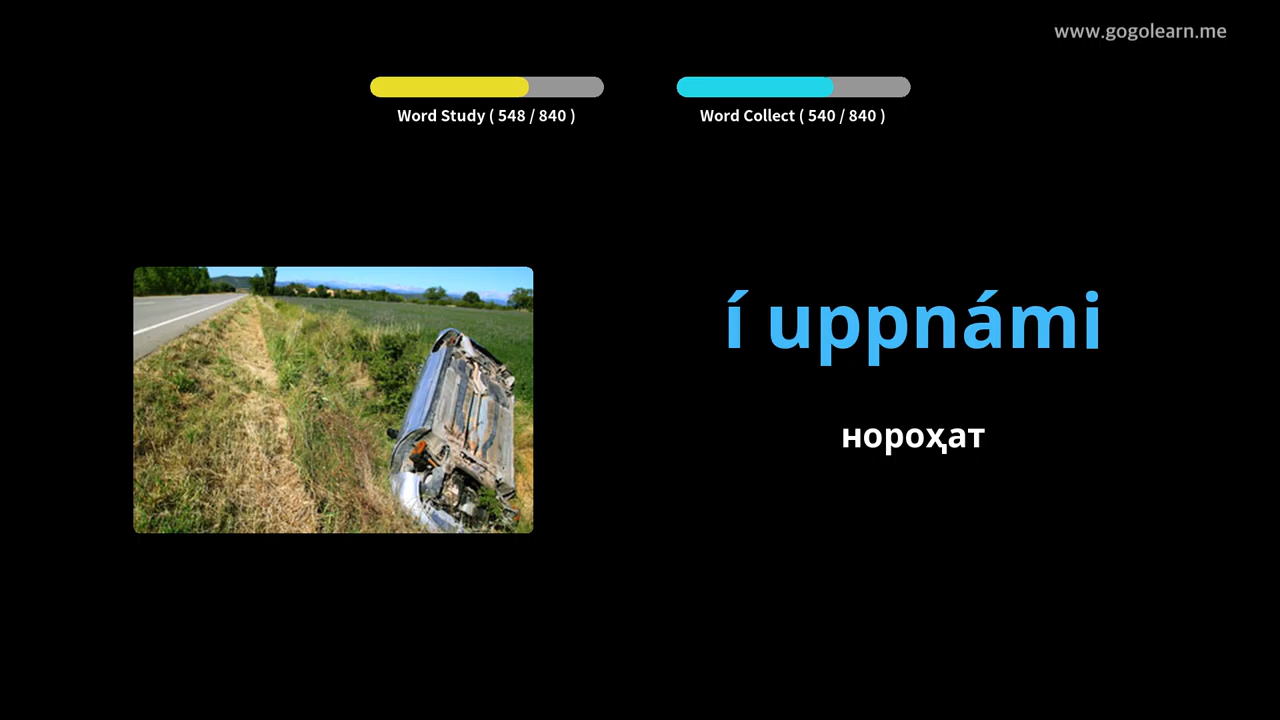 www.gogolearn.me
Word Study ( 548 / 840 )
Word Collect ( 540 / 840 )
í uppnámi
нороҳат